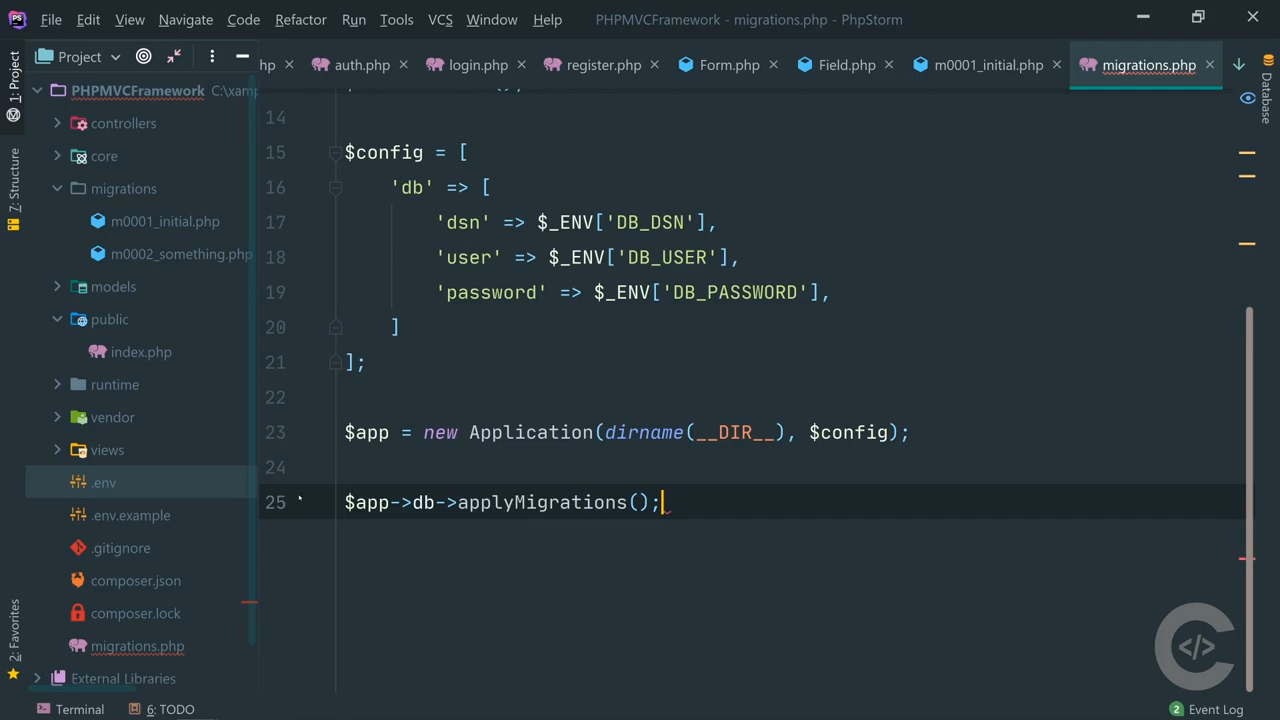 PS File Edit View Navigate Code Refactor Run Tools VCS Window Help PHPMVCFramework - migrations.php - PhpStorm
Project
hp auth.php login.php register.php Form.php Field.php m0001_initial.php migrations.php
1: Project
7: Structure
2: Favorites
Database
PHPMVCFramework C:\xam
controllers
core
migrations
m0001_initial.php
m0002_something.php
models
public
index.php
runtime
vendor
views
.env
.env.example
.gitignore
composer.json
composer.lock
migrations.php
External Libraries
14
15 $config = [
16 'db' => [
17 'dsn' => $_ENV['DB_DSN'],
18 'user' => $_ENV['DB_USER'],
19 'password' => $_ENV['DB_PASSWORD'],
20 ]
21 ];
22
23 $app = new Application(dirname(__DIR__), $config);
24
25 $app->db->applyMigrations();
</>
Terminal 6: TODO 2 Event Log